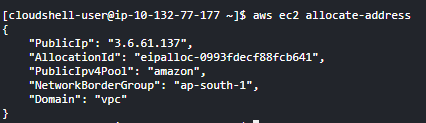 [cloudshell-user@ip-10-132-77-177 ~]$ aws ec2 allocate-address
{
    "PublicIp": "3.6.61.137",
    "AllocationId": "eipalloc-0993fdecf88fcb641",
    "PublicIpv4Pool": "amazon",
    "NetworkBorderGroup": "ap-south-1",
    "Domain": "vpc"
}